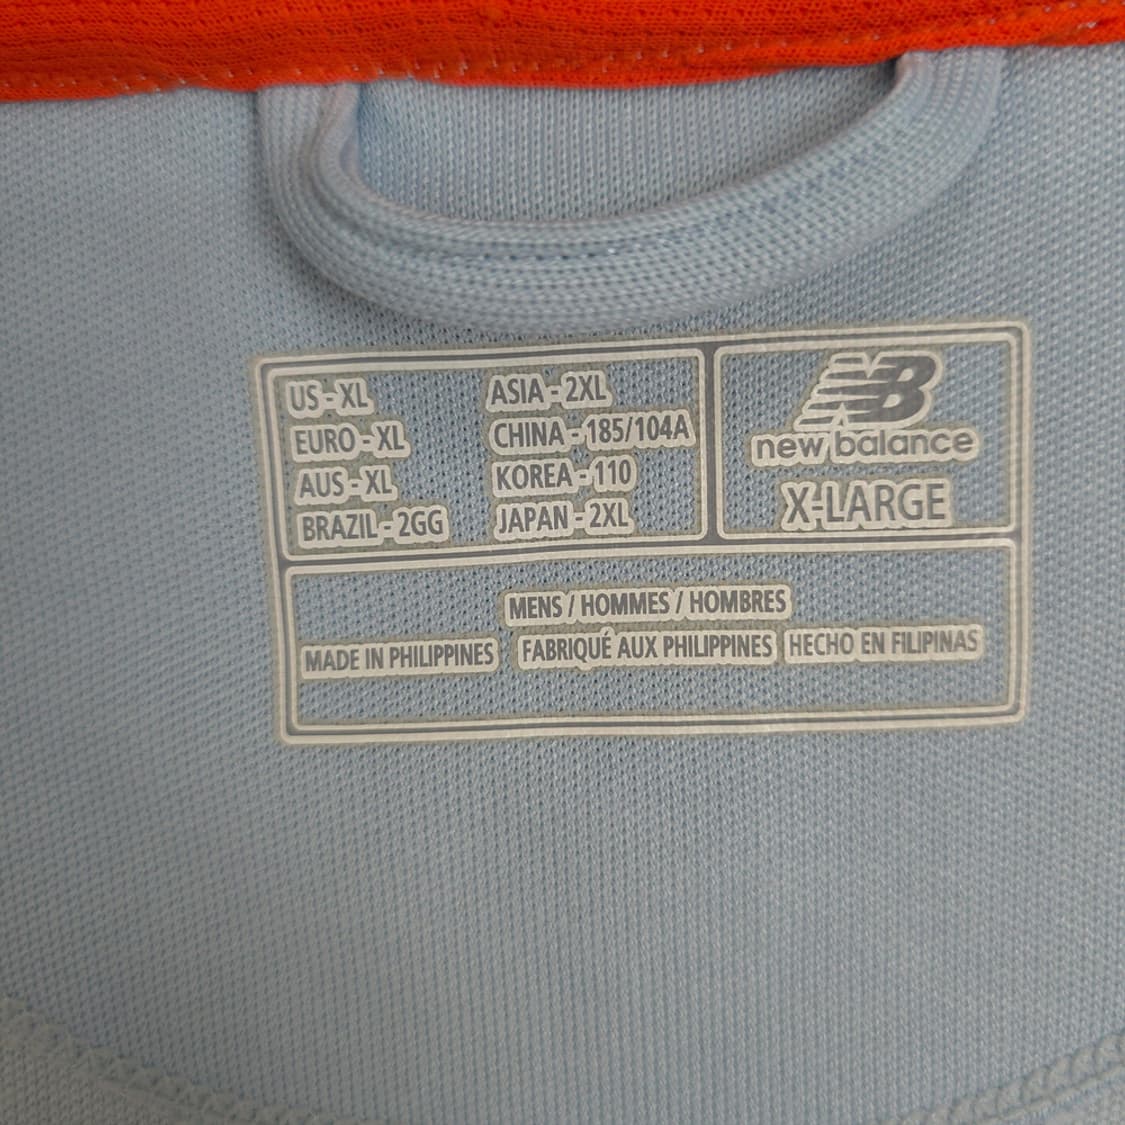 US - XL
EURO - XL
AUS - XL
BRAZIL - 2GG
ASIA - 2XL
CHINA - 185/104A
KOREA - 110
JAPAN - 2XL
NB
new balance
X-LARGE
MENS / HOMMES / HOMBRES
MADE IN PHILIPPINES FABRIQUÉ AUX PHILIPPINES HECHO EN FILIPINAS